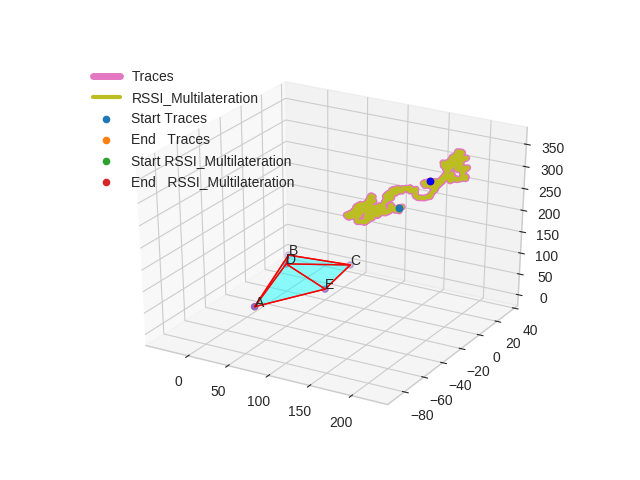 Traces
RSSI_Multilateration
Start Traces
End   Traces
Start RSSI_Multilateration
End   RSSI_Multilateration
B
D
C
E
A
350
300
250
200
150
100
50
0
40
20
0
−20
−40
−60
−80
0
50
100
150
200